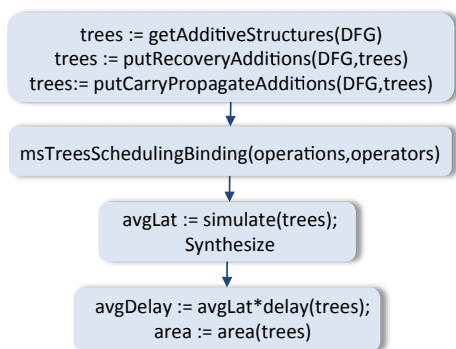 trees := getAdditiveStructures(DFG)
trees := putRecoveryAdditions(DFG,trees)
trees:= putCarryPropagateAdditions(DFG,trees)
msTreesSchedulingBinding(operations,operators)
avgLat := simulate(trees);
Synthesize
avgDelay := avgLat*delay(trees);
area := area(trees)